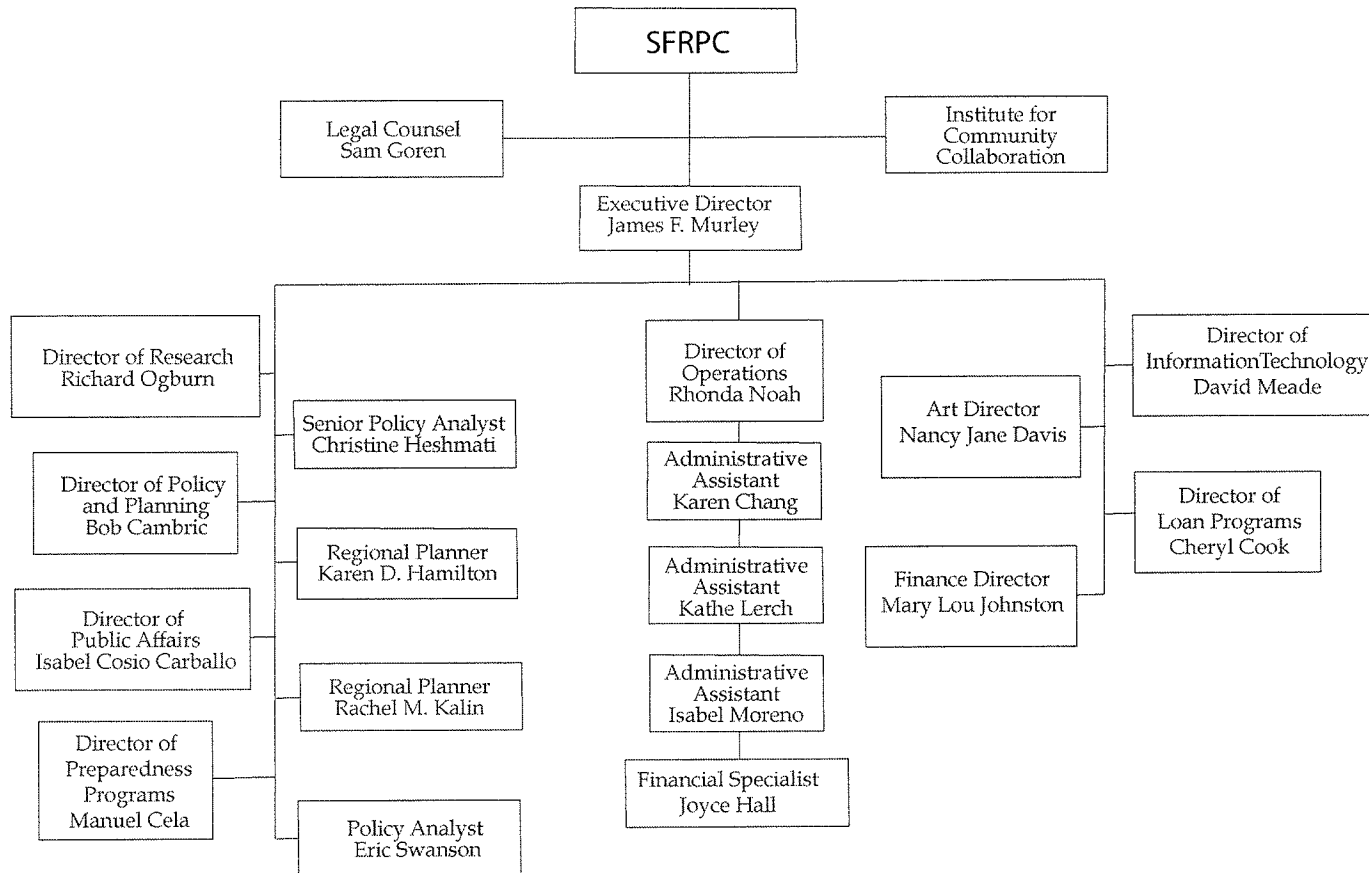 SFRPC
Legal Counsel
Sam Goren
Institute for
Community
Collaboration
Executive Director
James F. Murley
Director of Research
Richard Ogburn
Senior Policy Analyst
Christine Heshmati
Director of Policy
and Planning
Bob Cambric
Regional Planner
Karen D. Hamilton
Director of
Public Affairs
Isabel Cosio Carballo
Regional Planner
Rachel M. Kalin
Director of
Preparedness
Programs
Manuel Cela
Policy Analyst
Eric Swanson
Director of
Operations
Rhonda Noah
Administrative
Assistant
Karen Chang
Administrative
Assistant
Kathe Lerch
Administrative
Assistant
Isabel Moreno
Financial Specialist
Joyce Hall
Director of
InformationTechnology
David Meade
Art Director
Nancy Jane Davis
Director of
Loan Programs
Cheryl Cook
Finance Director
Mary Lou Johnston